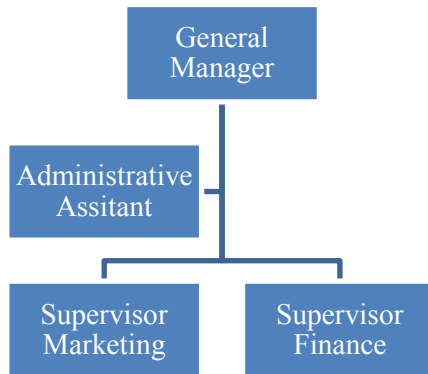 General
Manager
Administrative
Assitant
Supervisor
Marketing
Supervisor
Finance